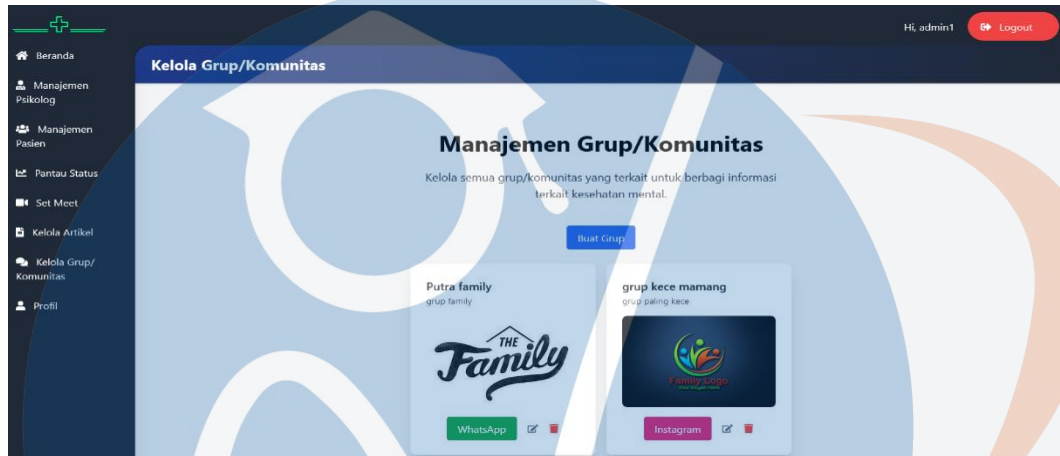 Hi, admin1
Logout
Beranda
Manajemen
Psikolog
Manajemen
Pasien
Pantau Status
Set Meet
Kelola Artikel
Kelola Grup/
Komunitas
Profil
Kelola Grup/Komunitas
Manajemen Grup/Komunitas
Kelola semua grup/komunitas yang terkait untuk berbagi informasi
terkait kesehatan mental.
Buat Grup
Putra family
grup family
THE
Family
WhatsApp
grup kece mamang
grup paling kece
Family Logo
Instagram